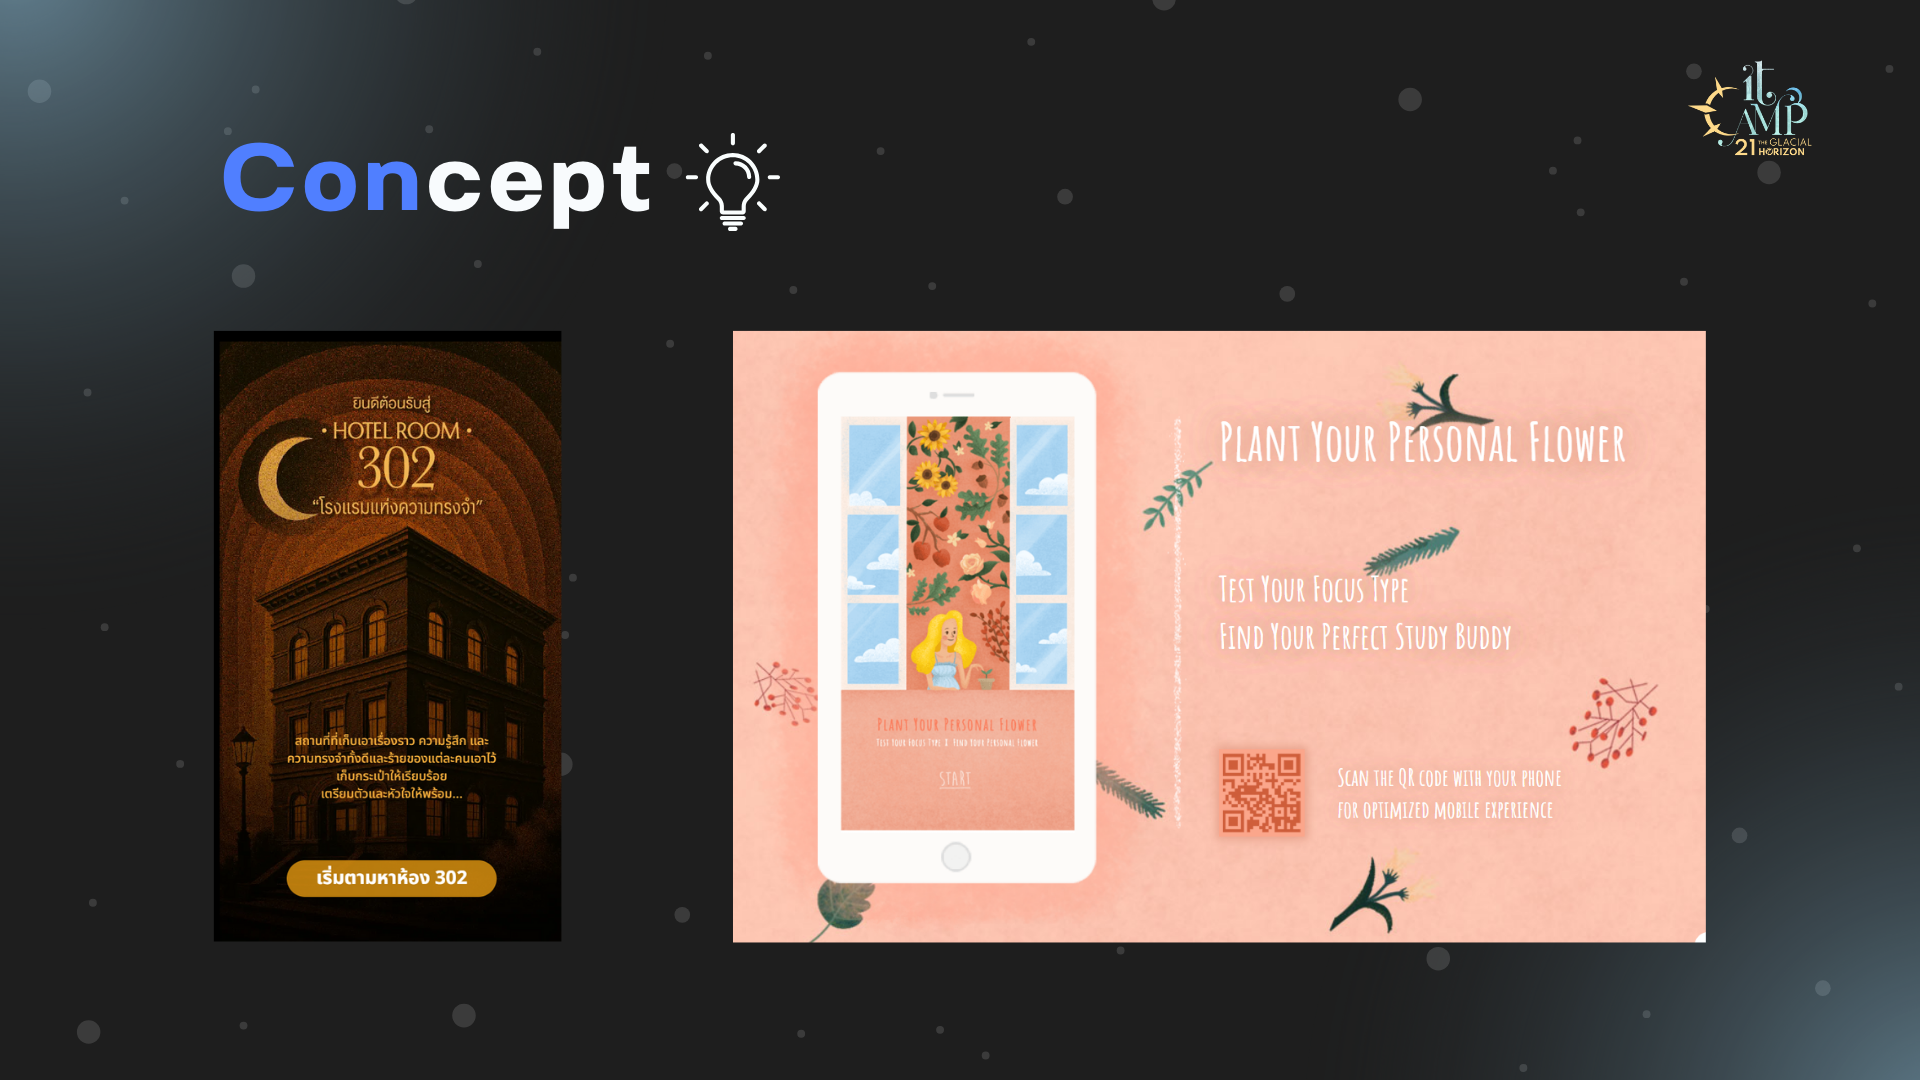 it
CAMP
21 THE GLACIAL
HORIZON
Concept
ยินดีต้อนรับสู่
• HOTEL ROOM •
302
“โรงแรมแห่งความทรงจำ”
สถานที่ที่เก็บเอาเรื่องราว ความรู้สึก และ
ความทรงจำทั้งดีและร้ายของแต่ละคนเอาไว้
เก็บกระเป๋าให้เรียบร้อย
เตรียมตัวและหัวใจให้พร้อม...
เริ่มตามหาห้อง 302
PLANT YOUR PERSONAL FLOWER
TEST YOUR FOCUS TYPE & FIND YOUR PERSONAL FLOWER
START
PLANT YOUR PERSONAL FLOWER
TEST YOUR FOCUS TYPE
FIND YOUR PERFECT STUDY BUDDY
SCAN THE QR CODE WITH YOUR PHONE
FOR OPTIMIZED MOBILE EXPERIENCE